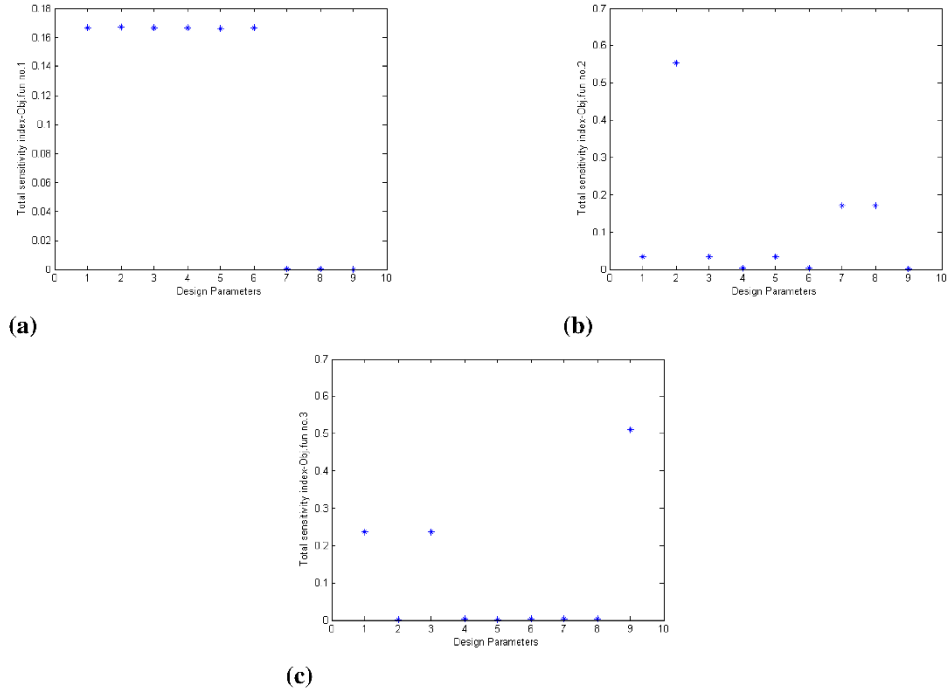 0.18
0.16
0.14
0.12
0.1
0.08
0.06
0.04
0.02
0
Total sensitivity index-Obj.fun no.1
0 1 2 3 4 5 6 7 8 9 10
Design Parameters
(a)
0.7
0.6
0.5
0.4
0.3
0.2
0.1
0
Total sensitivity index-Obj.fun no.2
0 1 2 3 4 5 6 7 8 9 10
Design Parameters
(b)
0.7
0.6
0.5
0.4
0.3
0.2
0.1
0
Total sensitivity index-Obj.fun no.3
0 1 2 3 4 5 6 7 8 9 10
Design Parameters
(c)